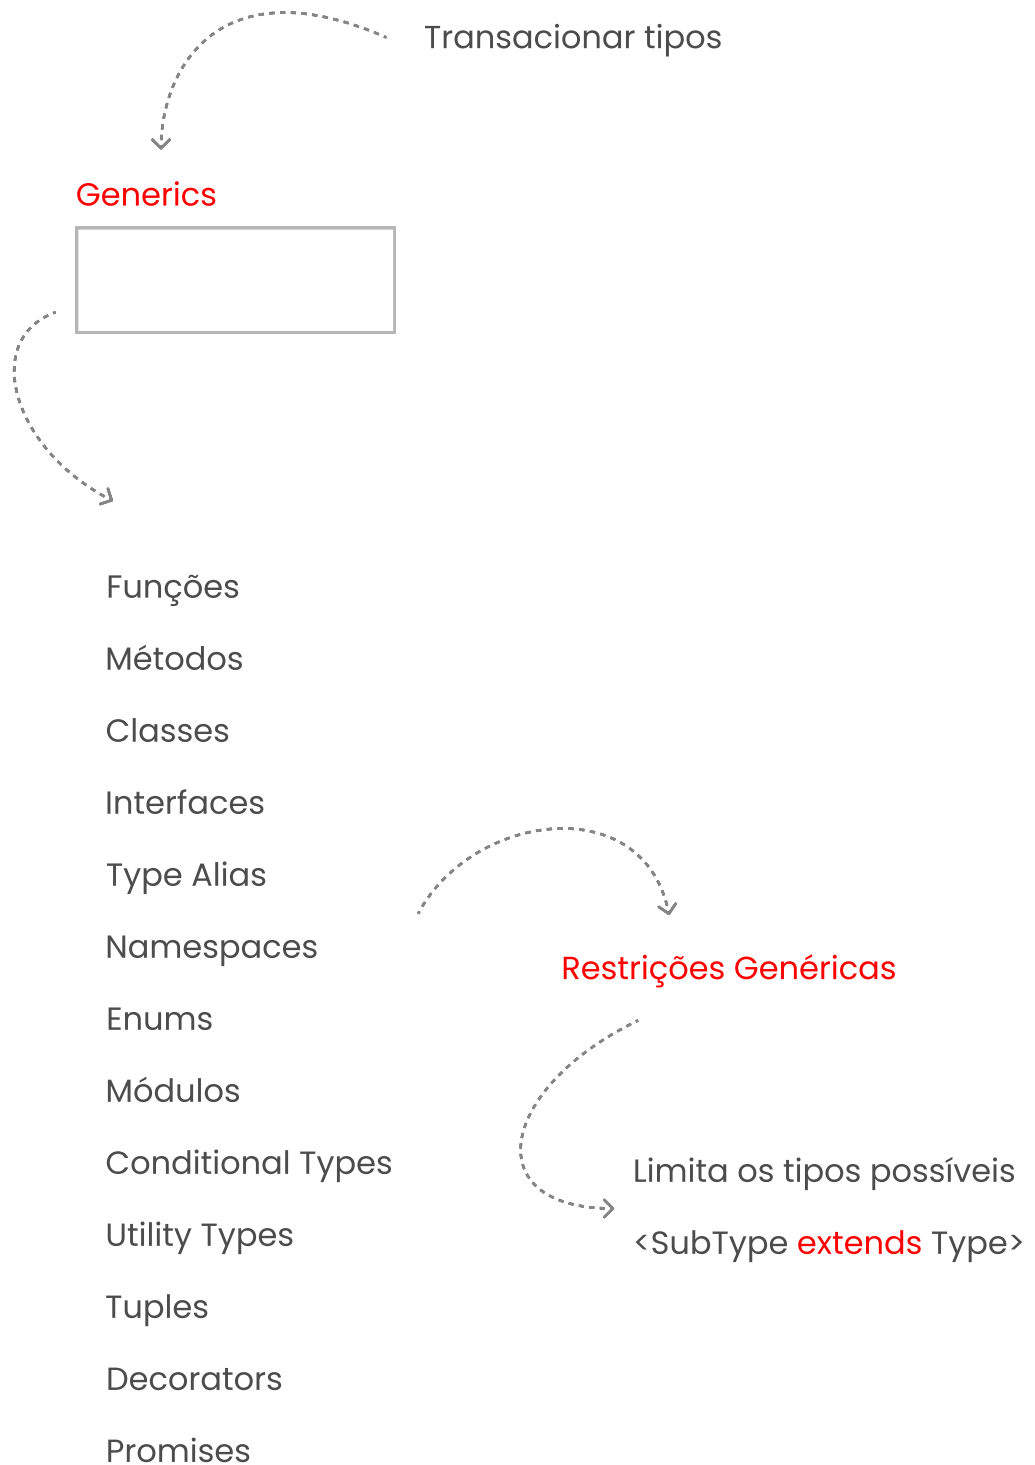 Transacionar tipos
Generics
Funções
Métodos
Classes
Interfaces
Type Alias
Namespaces
Enums
Módulos
Conditional Types
Utility Types
Tuples
Decorators
Promises
Restrições Genéricas
Limita os tipos possíveis
<SubType extends Type>